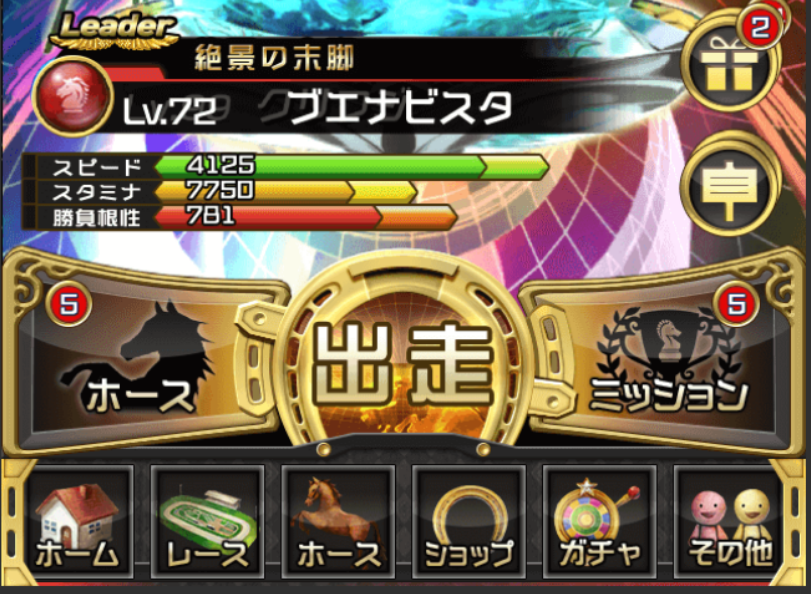 Leader
2
絶景の末脚
Lv.72 ブエナビスタ
スピード 4125
スタミナ 7750
勝負根性 781
5
5
ホース
出走
ミッション
ホーム
レース
ホース
ショップ
ガチャ
その他